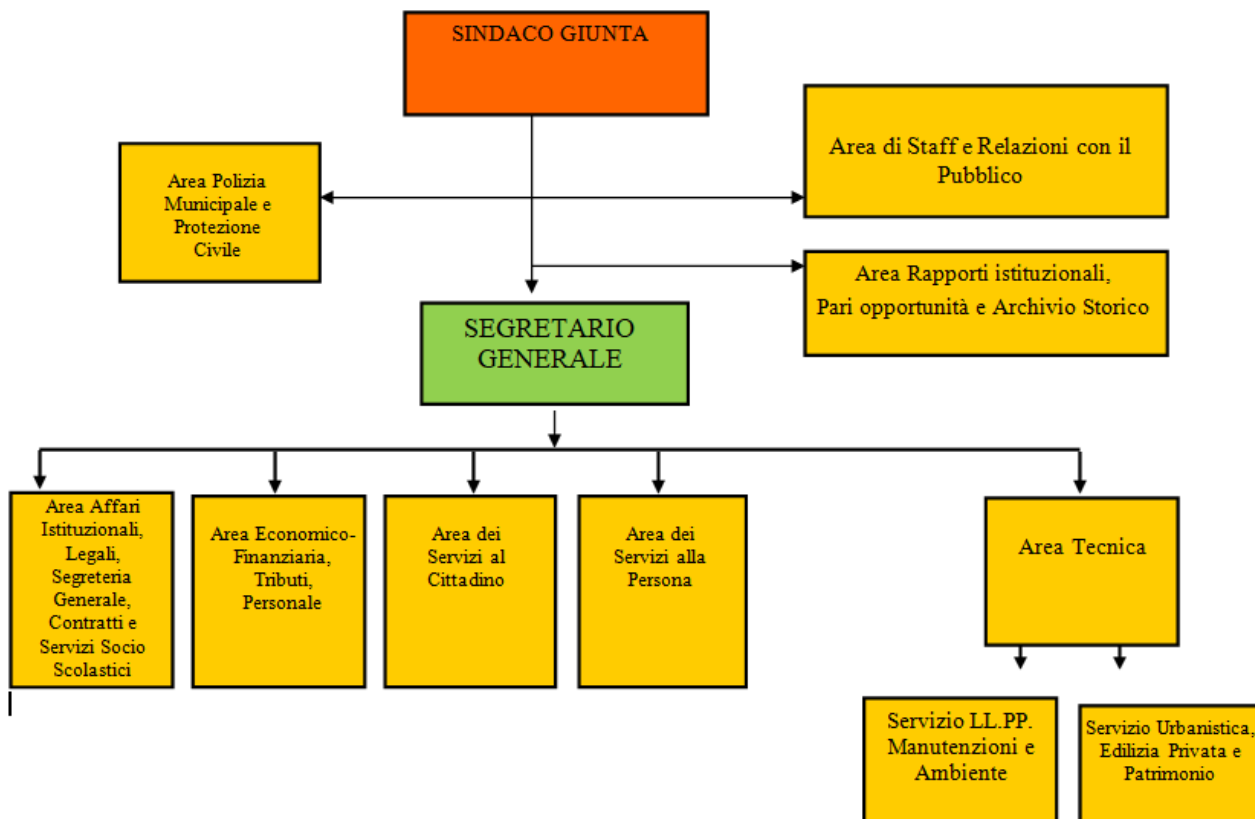 SINDACO GIUNTA
Area di Staff e Relazioni con il
Pubblico
Area Polizia
Municipale e
Protezione
Civile
Area Rapporti istituzionali,
Pari opportunità e Archivio Storico
SEGRETARIO
GENERALE
Area Affari
Istituzionali,
Legali,
Segreteria
Generale,
Contratti e
Servizi Socio
Scolastici
Area Economico-
Finanziaria,
Tributi,
Personale
Area dei
Servizi al
Cittadino
Area dei
Servizi alla
Persona
Area Tecnica
Servizio LL.PP.
Manutenzioni e
Ambiente
Servizio Urbanistica,
Edilizia Privata e
Patrimonio